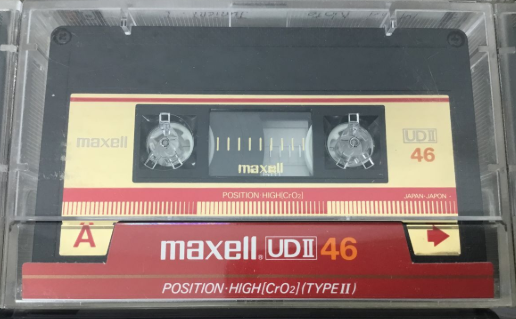 maxell
UDII
46
maxell
POSITION·HIGH[CrO2]
JAPAN·JAPON
Ä
maxell® UDII 46
POSITION·HIGH[CrO2](TYPE II)